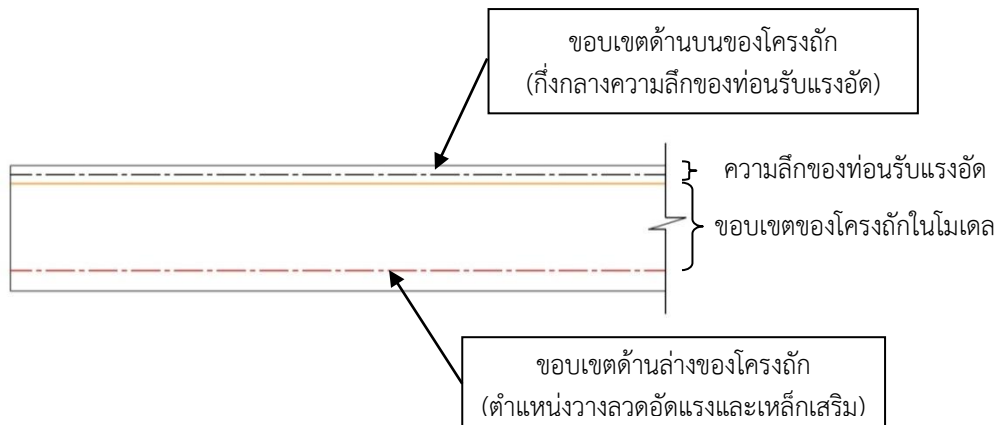 ขอบเขตด้านบนของโครงถัก
(กึ่งกลางความลึกของท่อนรับแรงอัด)
ความลึกของท่อนรับแรงอัด
ขอบเขตของโครงถักในโมเดล
ขอบเขตด้านล่างของโครงถัก
(ตำแหน่งวางลวดอัดแรงและเหล็กเสริม)